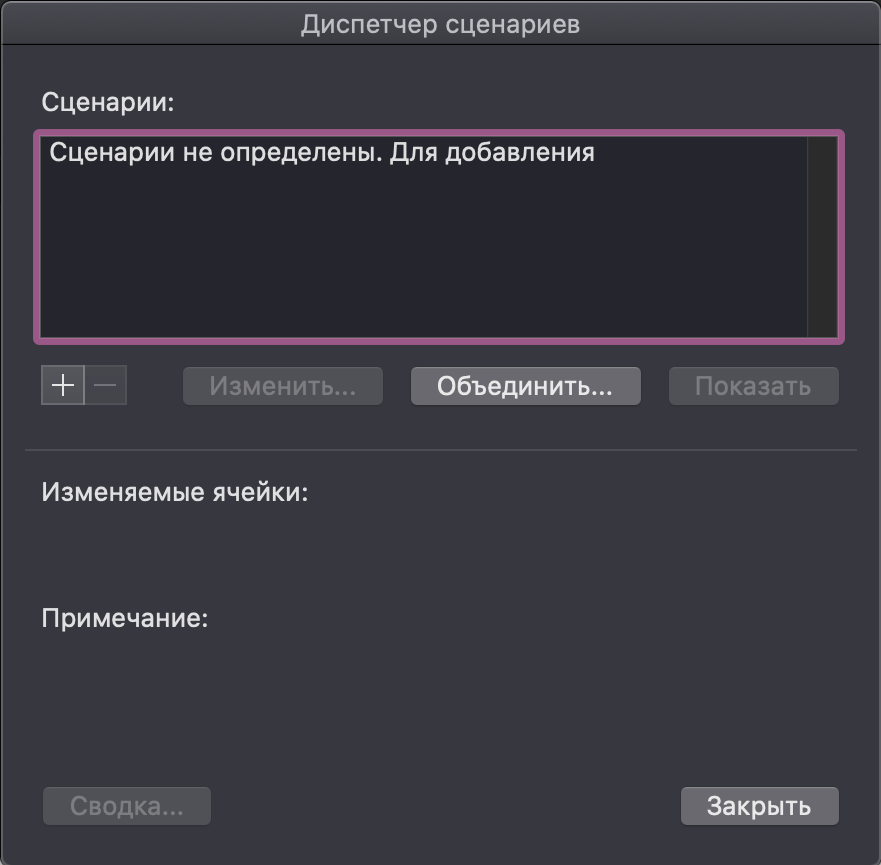 Диспетчер сценариев
Сценарии:
Сценарии не определены. Для добавления
Изменить...
Объединить...
Показать
Изменяемые ячейки:
Примечание:
Сводка...
Закрыть